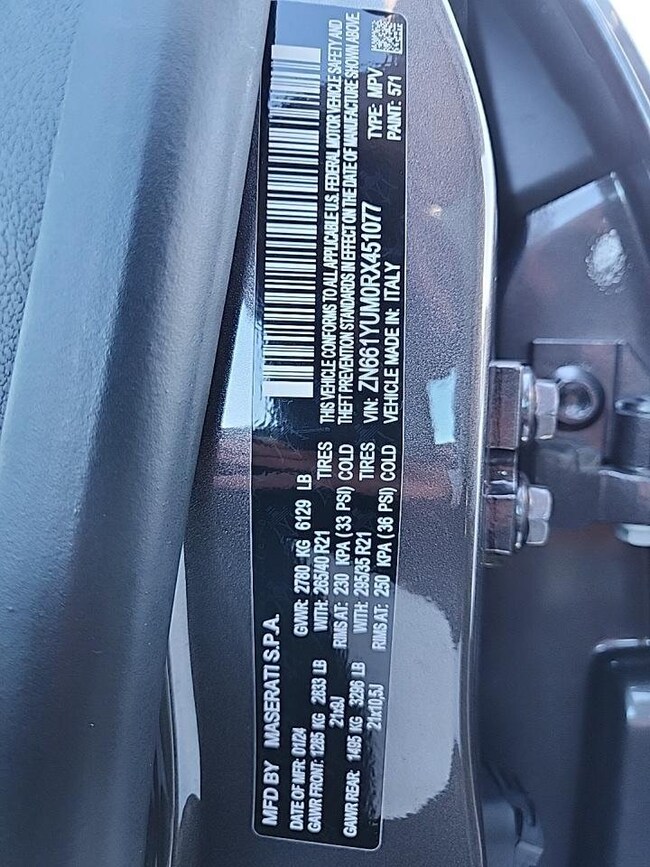 MFD BY MASERATI S.P.A.
DATE OF MFR: 01/24 GVWR: 2780 KG 6129 LB
GAWR FRONT: 1285 KG 2833 LB WITH: 265/40 R21 TIRES
21x9J RIMS AT: 230 KPA (33 PSI) COLD
GAWR REAR: 1495 KG 3296 LB WITH: 295/35 R21 TIRES
21x10,5J RIMS AT: 250 KPA (36 PSI) COLD
THIS VEHICLE CONFORMS TO ALL APPLICABLE U.S. FEDERAL MOTOR VEHICLE SAFETY AND
THEFT PREVENTION STANDARDS IN EFFECT ON THE DATE OF MANUFACTURE SHOWN ABOVE
VIN: ZN661YUM0RX451077 TYPE: MPV
VEHICLE MADE IN: ITALY PAINT: 571